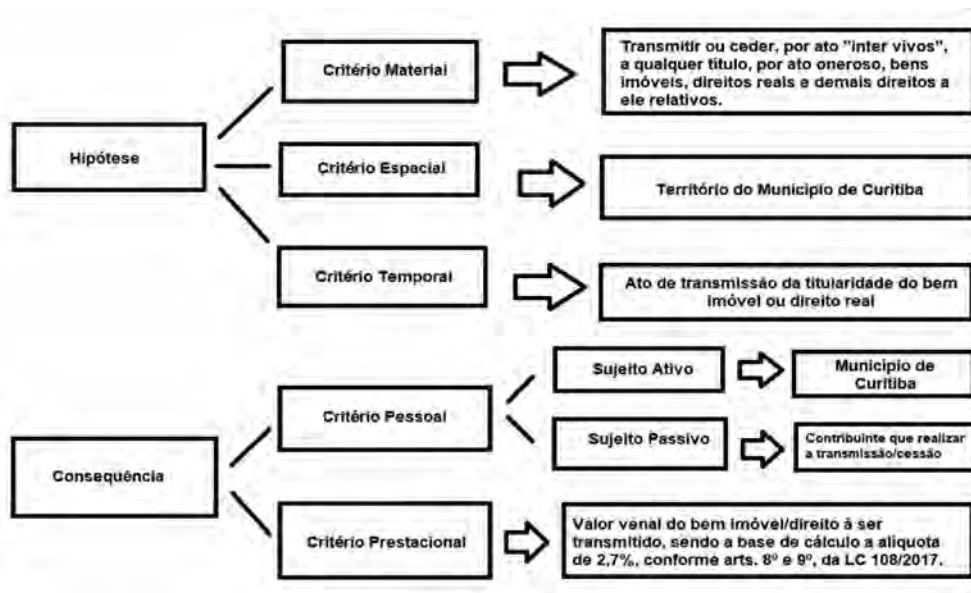 Hipótese
Critério Material
Transmitir ou ceder, por ato "inter vivos",
a qualquer título, por ato oneroso, bens
imóveis, direitos reais e demais direitos a
ele relativos.
Critério Espacial
Território do Município de Curitiba
Critério Temporal
Ato de transmissão da titularidade do bem
imóvel ou direito real
Consequência
Critério Pessoal
Sujeito Ativo
Município de
Curitiba
Sujeito Passivo
Contribuinte que realizar
a transmissão/cessão
Critério Prestacional
Valor venal do bem imóvel/direito à ser
transmitido, sendo a base de cálculo a alíquota
de 2,7%, conforme arts. 8º e 9º, da LC 108/2017.